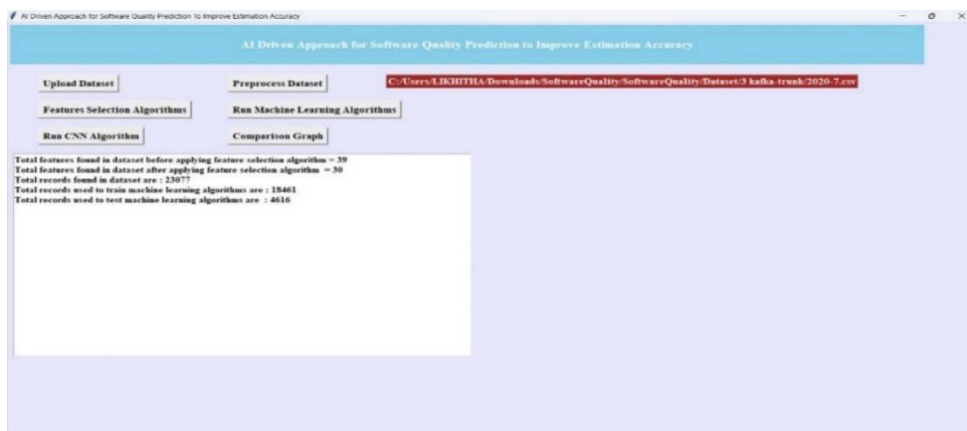 AI Driven Approach for Software Quality Prediction To Improve Estimation Accuracy
AI Driven Approach for Software Quality Prediction to Improve Estimation Accuracy
Upload Dataset
Preprocess Dataset
C:/Users/LIKHITHA/Downloads/SoftwareQuality/SoftwareQuality/Dataset/3 kafka-trunk/2020-7.csv
Features Selection Algorithms
Run Machine Learning Algorithms
Run CNN Algorithm
Comparison Graph
Total features found in dataset before applying feature selection algorithm = 39
Total features found in dataset after applying feature selection algorithm = 30
Total records found in dataset are : 23077
Total records used to train machine learning algorithms are : 18461
Total records used to test machine learning algorithms are : 4616